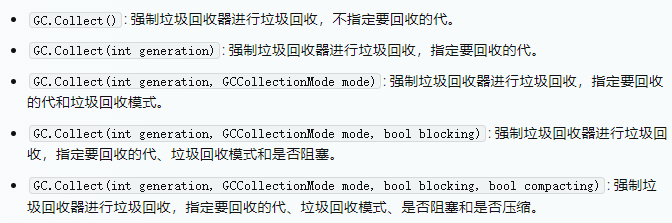 GC.Collect():强制垃圾回收器进行垃圾回收，不指定要回收的代。
GC.Collect(int generation):强制垃圾回收器进行垃圾回收，指定要回收的代。
GC.Collect(int generation, GCCollectionMode mode):强制垃圾回收器进行垃圾回收，指定要回收
的代和垃圾回收模式。
GC.Collect(int generation, GCCollectionMode mode, bool blocking):强制垃圾回收器进行垃圾回
收，指定要回收的代、垃圾回收模式和是否阻塞。
GC.Collect(int generation, GCCollectionMode mode, bool blocking, bool compacting):强制垃
圾回收器进行垃圾回收，指定要回收的代、垃圾回收模式、是否阻塞和是否压缩。